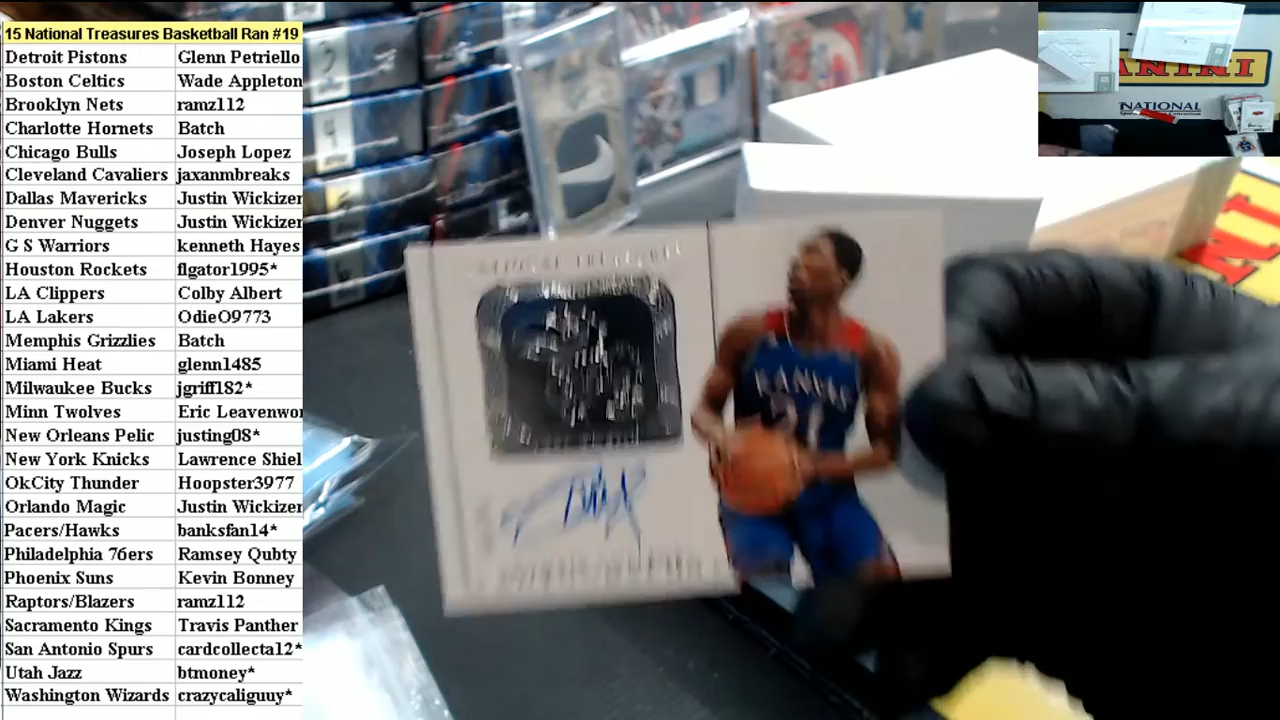 15 National Treasures Basketball Ran #19
Detroit Pistons Glenn Petriello
Boston Celtics Wade Appleton
Brooklyn Nets ramz112
Charlotte Hornets Batch
Chicago Bulls Joseph Lopez
Cleveland Cavaliers jaxanmbreaks
Dallas Mavericks Justin Wickizer
Denver Nuggets Justin Wickizer
G S Warriors kenneth Hayes
Houston Rockets flgator1995*
LA Clippers Colby Albert
LA Lakers OdieO9773
Memphis Grizzlies Batch
Miami Heat glenn1485
Milwaukee Bucks jgriff182*
Minn Twolves Eric Leavenwo
New Orleans Pelic justing08*
New York Knicks Lawrence Shiel
OkCity Thunder Hoopster3977
Orlando Magic Justin Wickizer
Pacers/Hawks banksfan14*
Philadelphia 76ers Ramsey Qubty
Phoenix Suns Kevin Bonney
Raptors/Blazers ramz112
Sacramento Kings Travis Panther
San Antonio Spurs cardcollecta12*
Utah Jazz btmoney*
Washington Wizards crazycaliguuy*
KANSAS
21
PANINI
NATIONAL